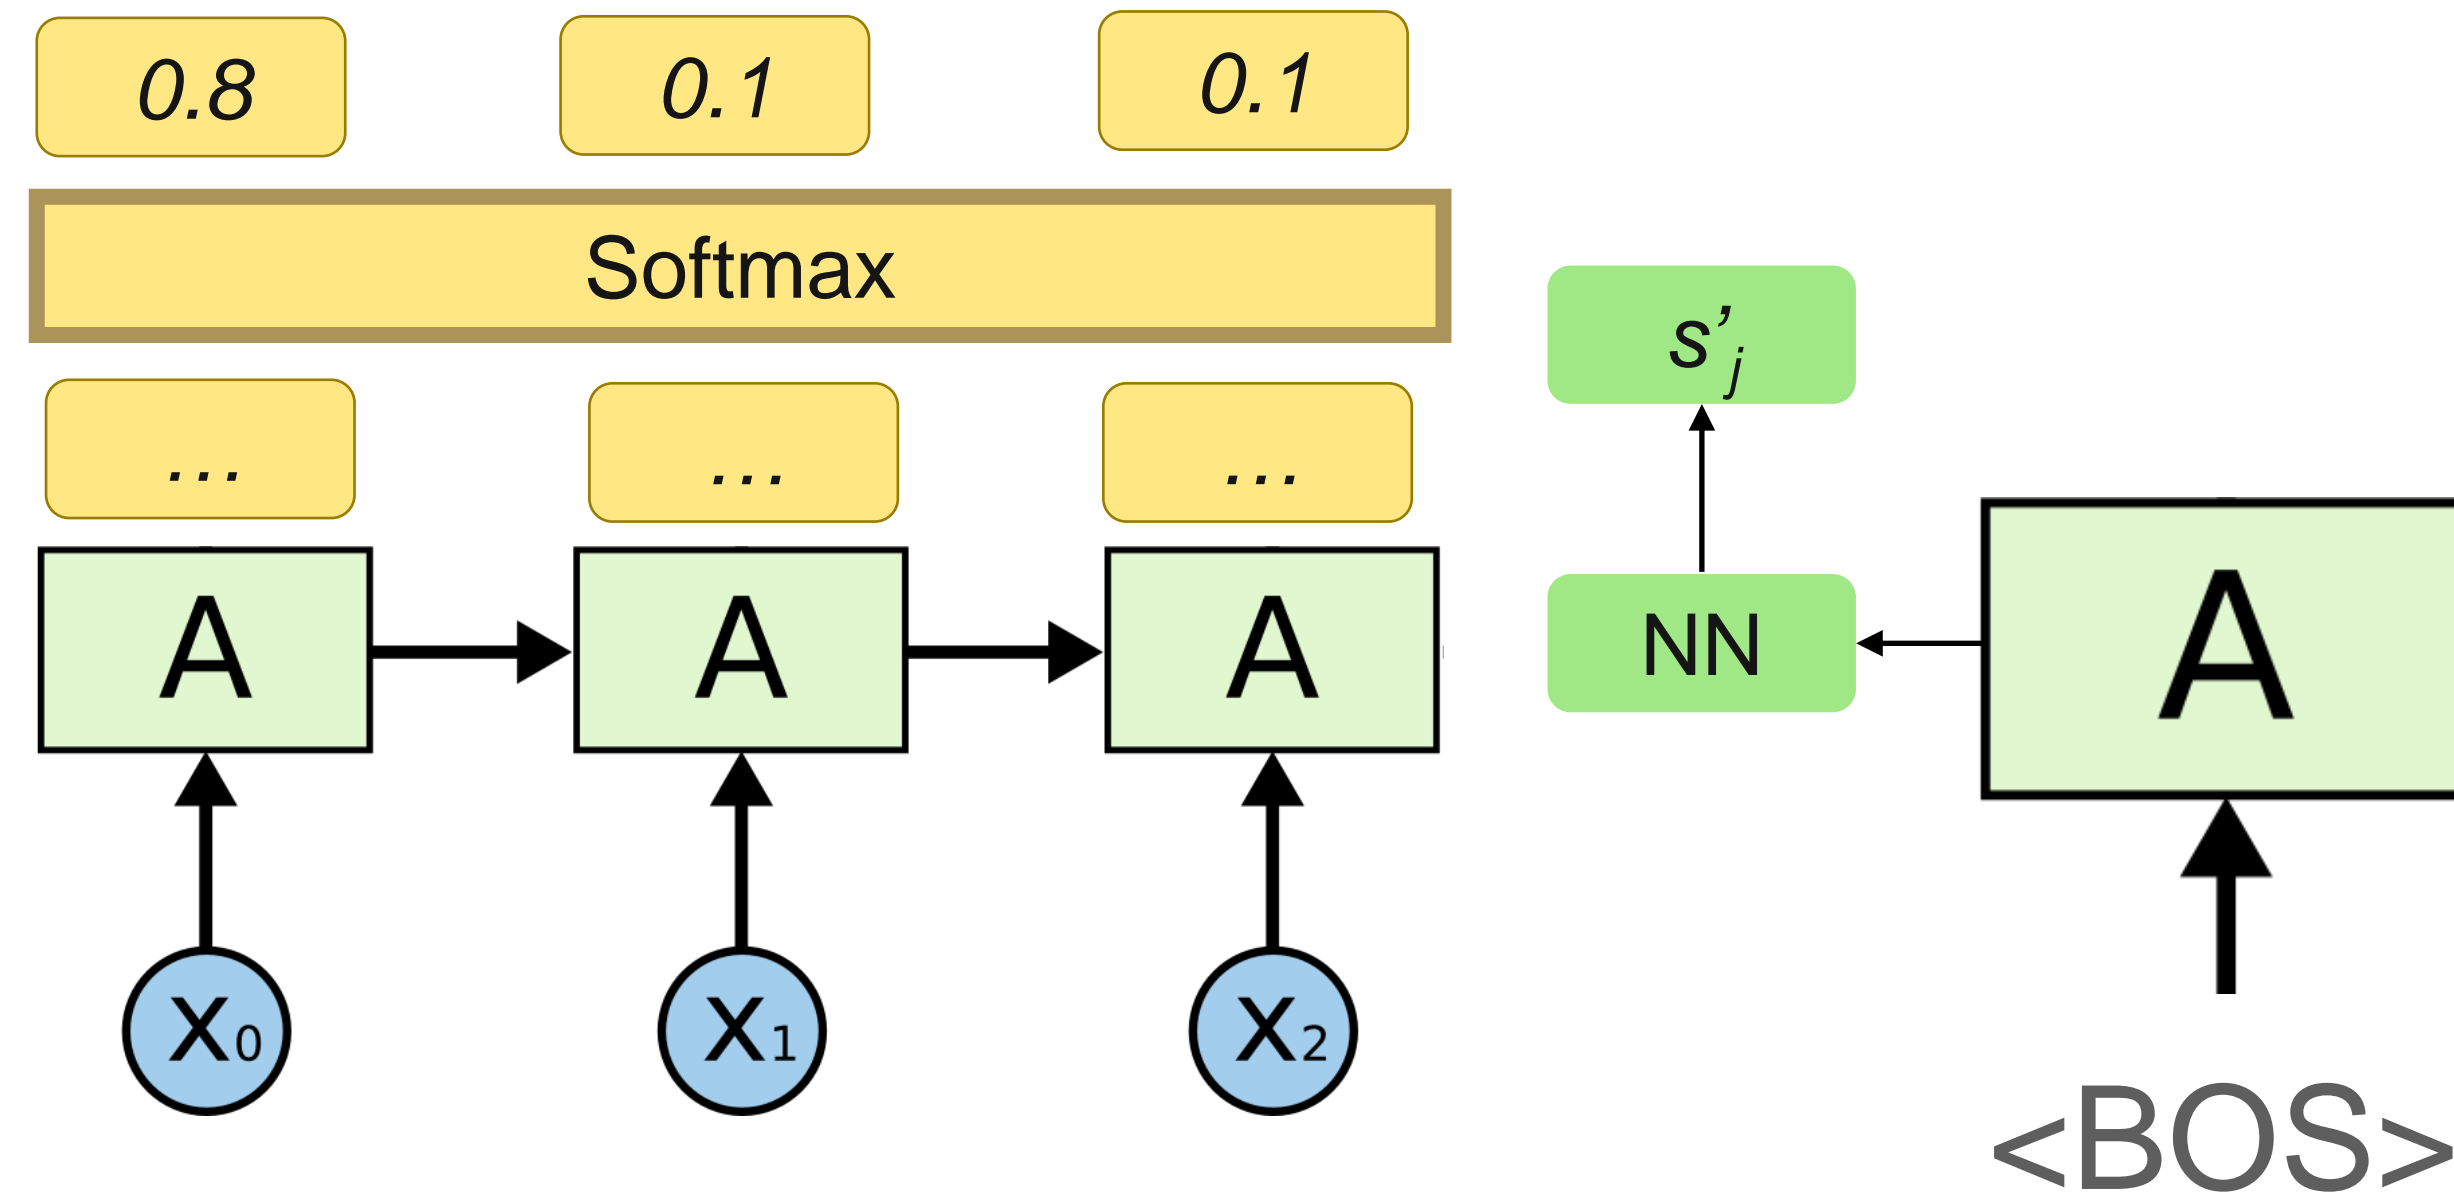 0.8 0.1 0.1
Softmax
s’j
... ... ...
A A A NN A
x0 x1 x2
<BOS>